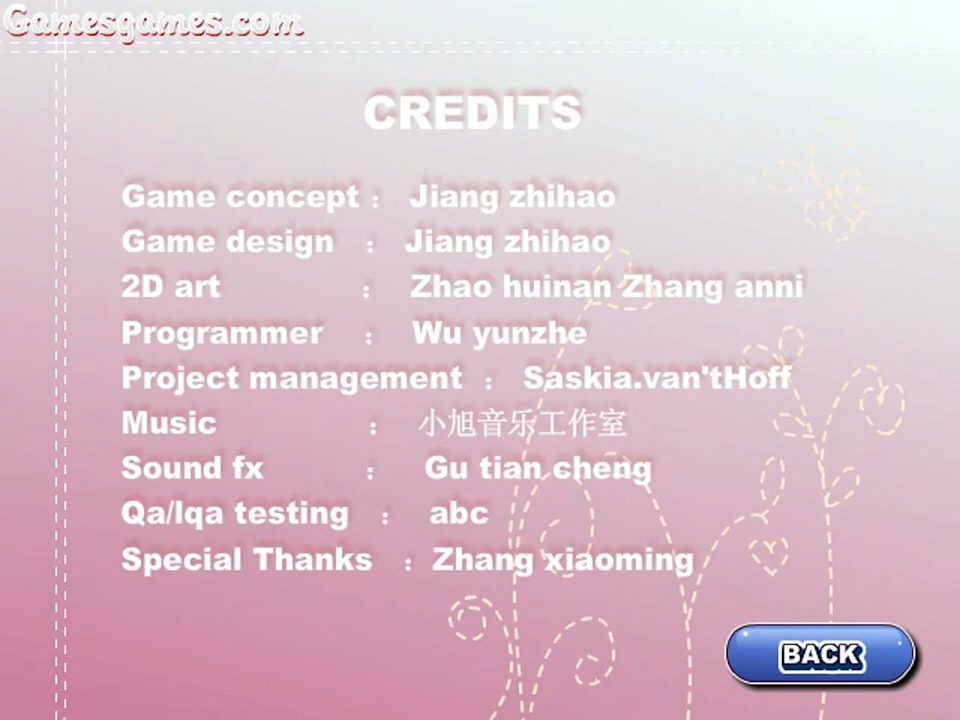 Gamesgames.com
CREDITS
Game concept： Jiang zhihao
Game design ： Jiang zhihao
2D art ： Zhao huinan Zhang anni
Programmer ： Wu yunzhe
Project management ： Saskia.van'tHoff
Music ： 小旭音乐工作室
Sound fx ： Gu tian cheng
Qa/lqa testing ： abc
Special Thanks ：Zhang xiaoming
BACK